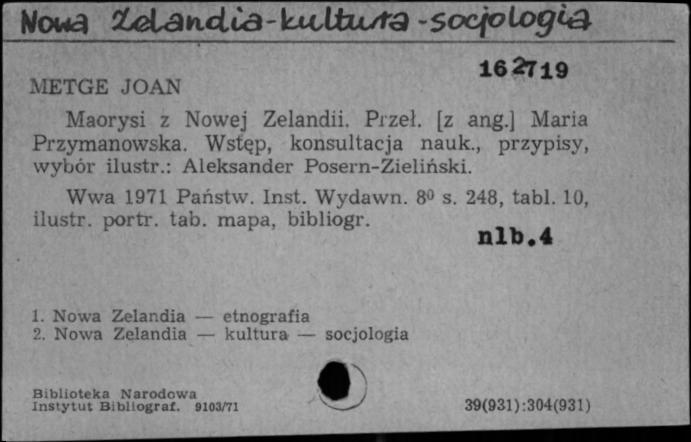 Nowa Zelandia-kultura-socjologia
162719
METGE JOAN
Maorysi z Nowej Zelandii. Przeł. [z ang.] Maria
Przymanowska. Wstęp, konsultacja nauk., przypisy,
wybór ilustr.: Aleksander Posern-Zieliński.
Wwa 1971 Państw. Inst. Wydawn. 8⁰ s. 248, tabl. 10,
ilustr. portr. tab. mapa, bibliogr.
nlb.4
1. Nowa Zelandia — etnografia
2. Nowa Zelandia — kultura — socjologia
Biblioteka Narodowa
Instytut Bibliograf. 9103/71
39(931):304(931)